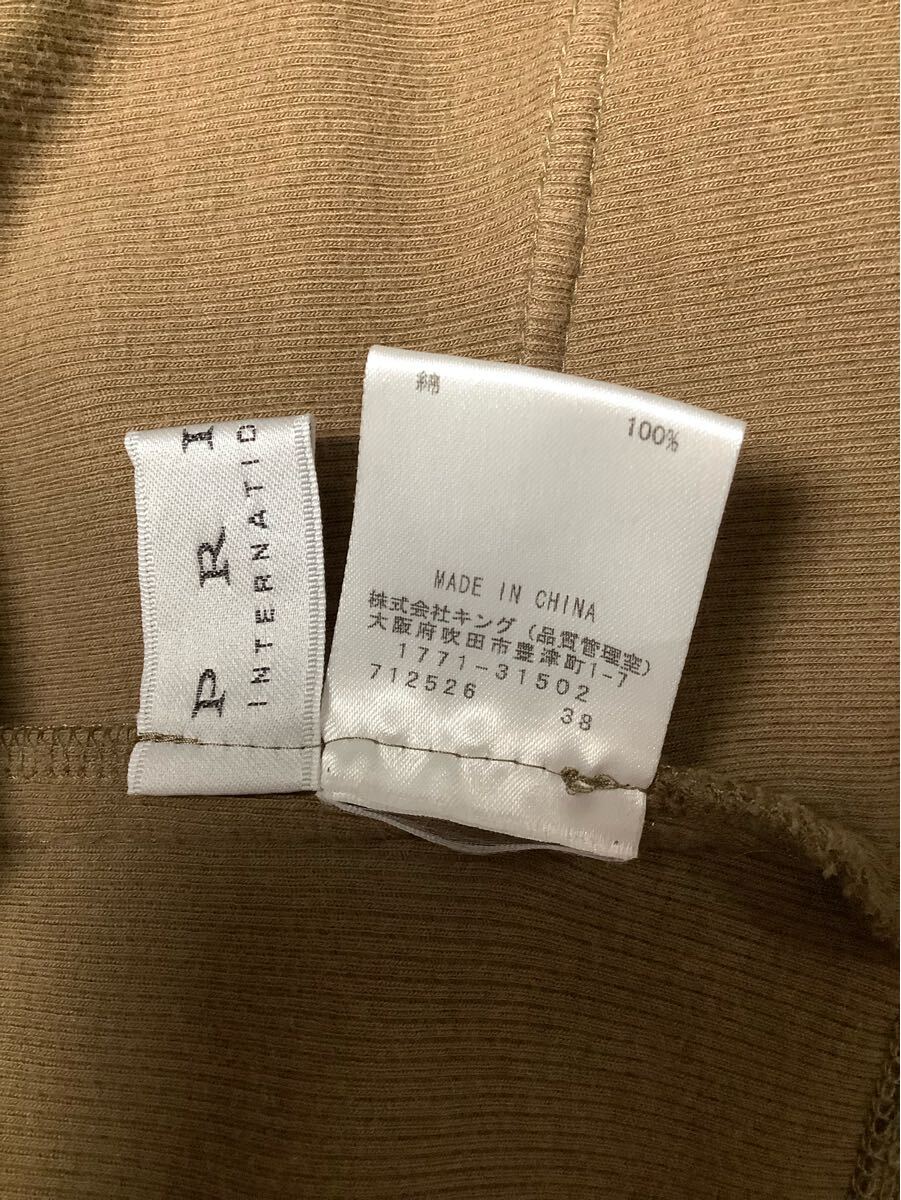 P R I
INTERNATIO
綿 100%
MADE IN CHINA
株式会社キング(品質管理室)
大阪府吹田市豊津町1-7
1771-31502
712526 38